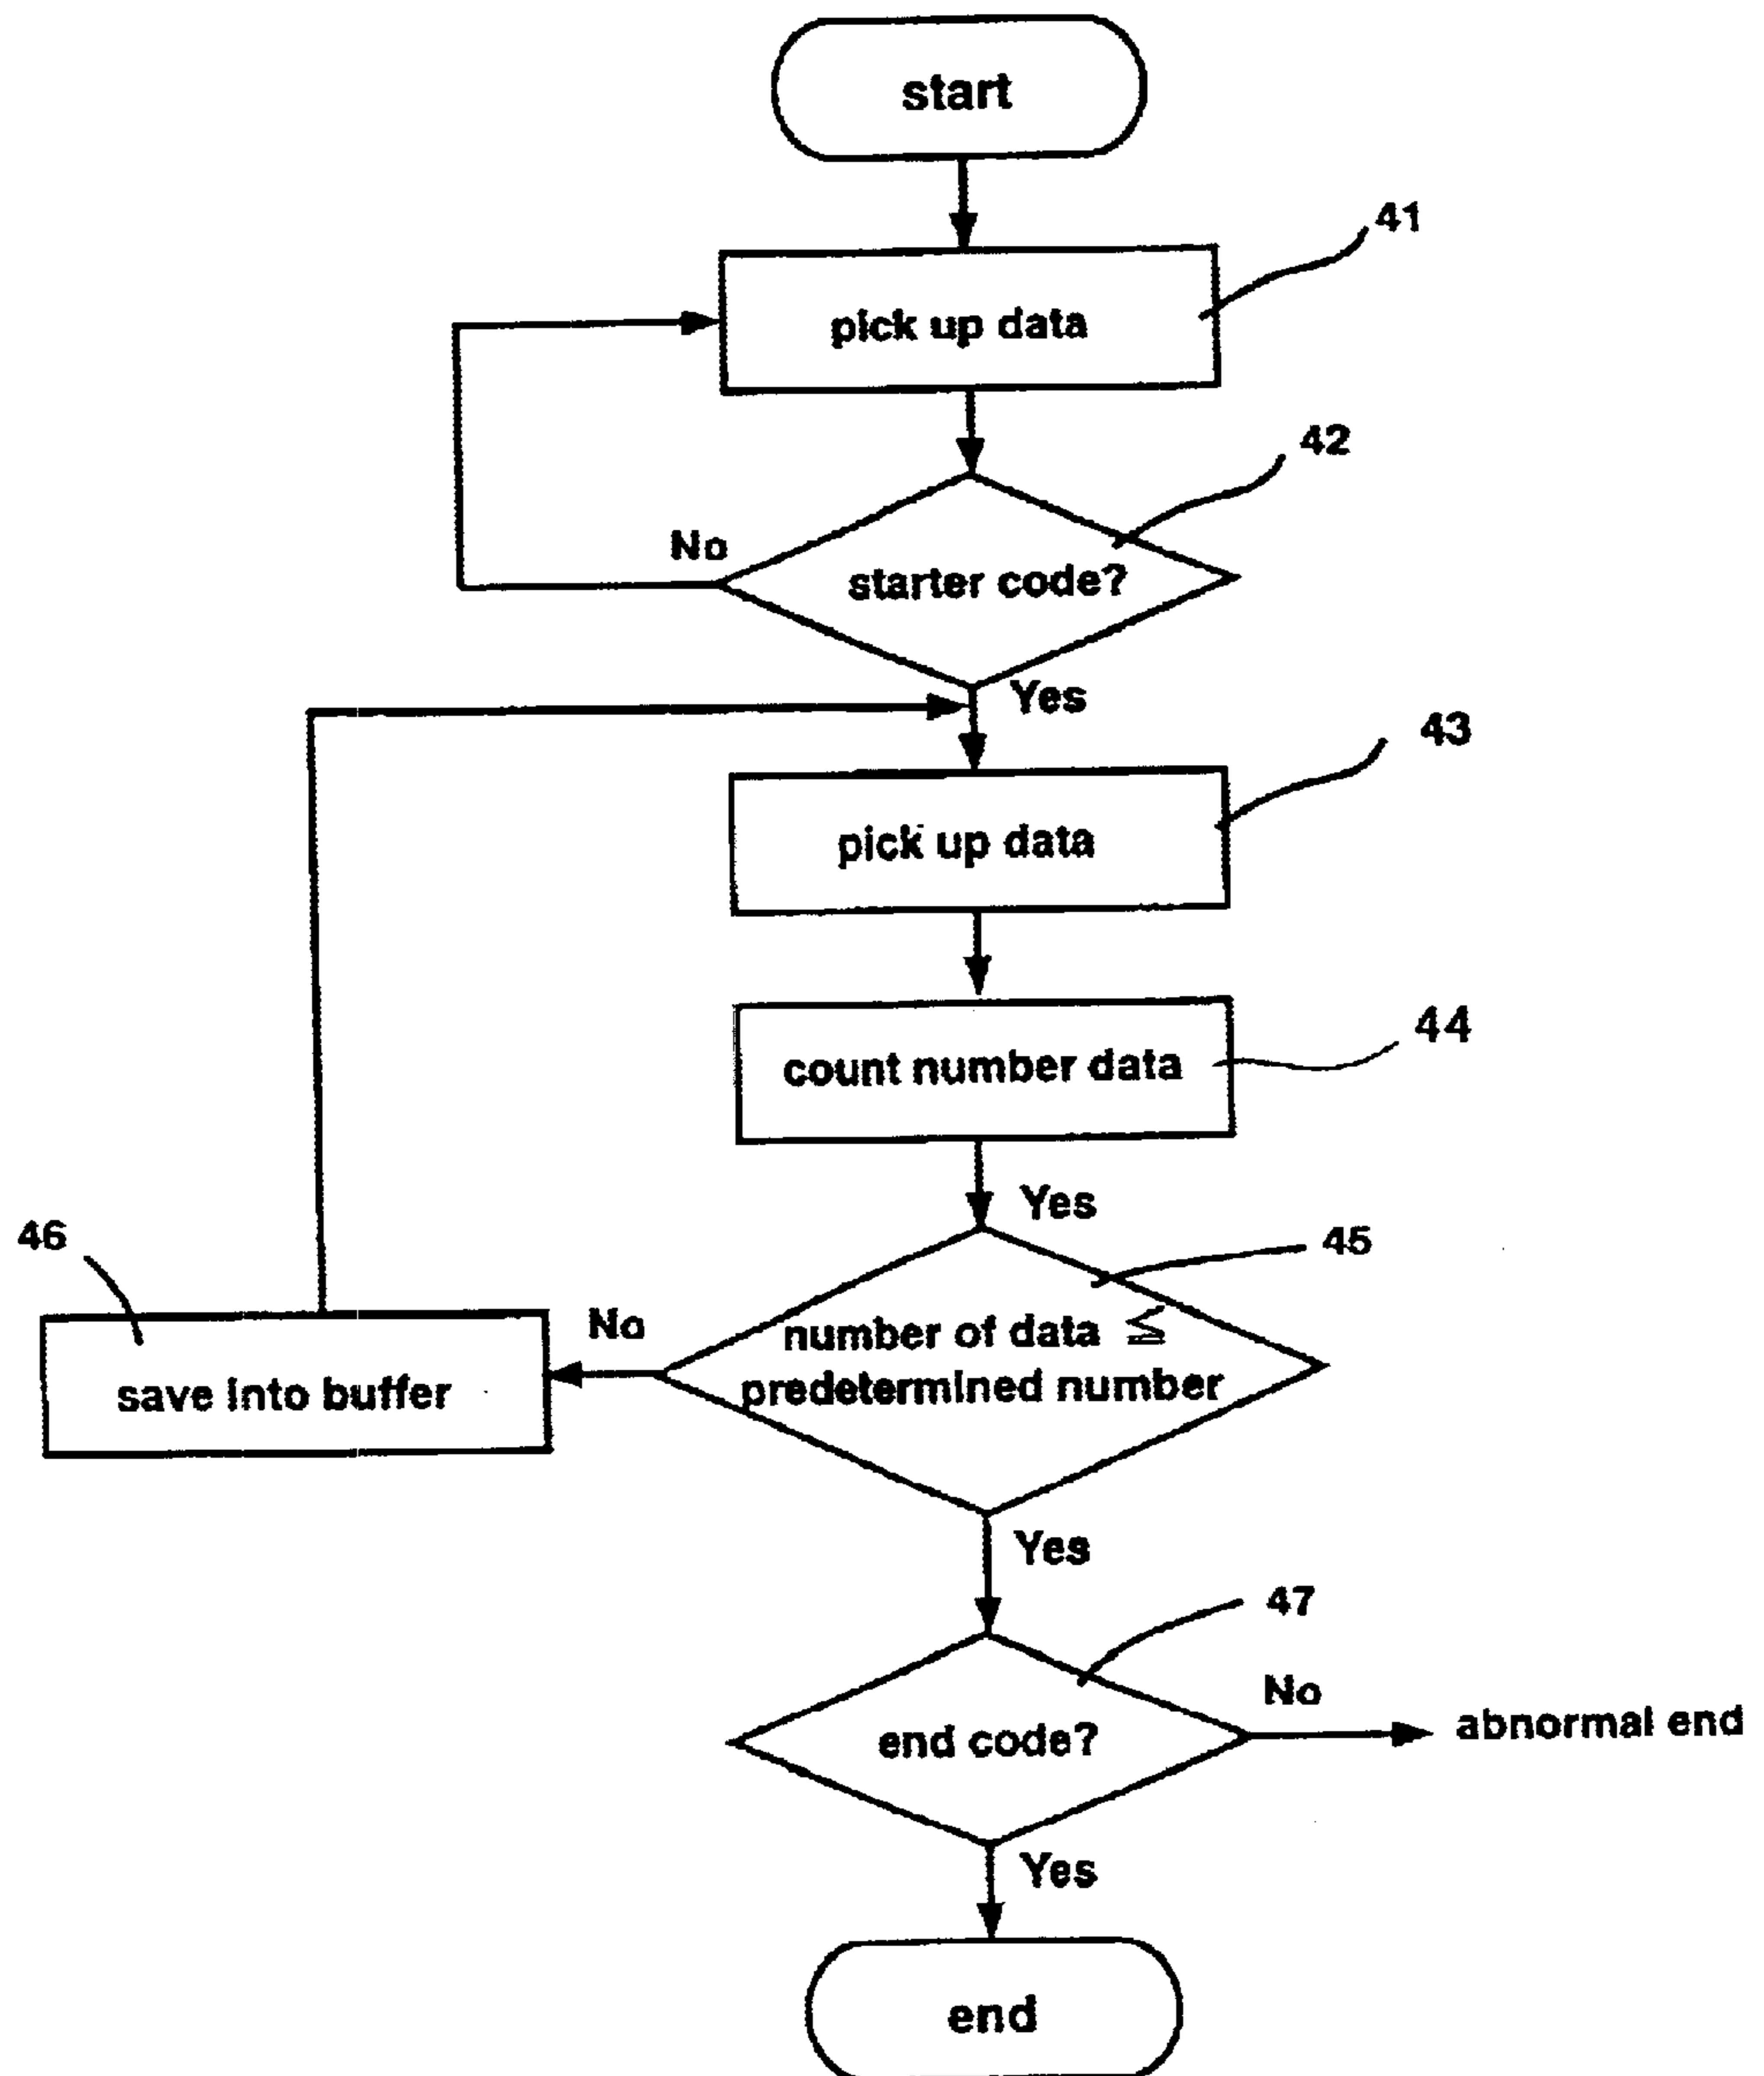 start
41
pick up data
42
No
starter code?
Yes
43
pick up data
44
count number data
Yes
45
46
No
number of data ≦
predetermined number
save into buffer
Yes
47
No
end code?
abnormal end
Yes
end